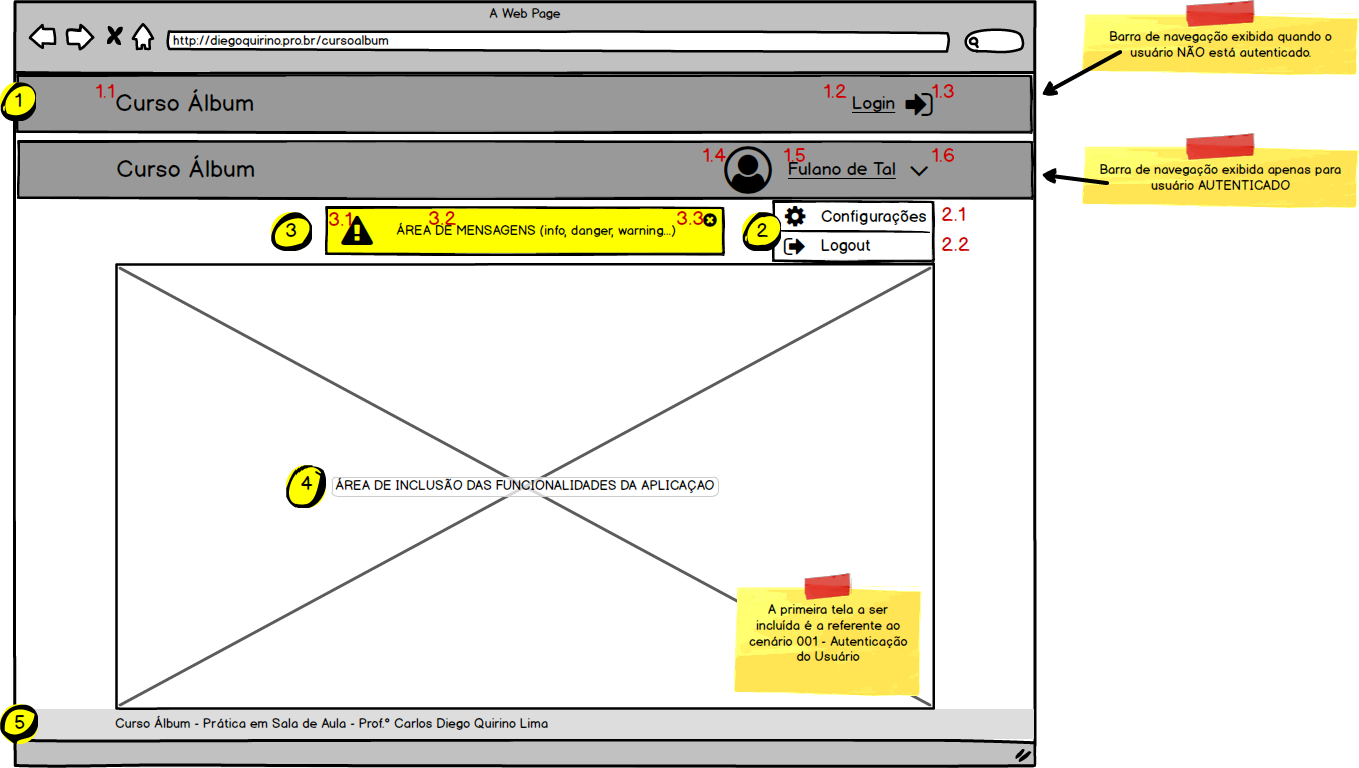 A Web Page
http://diegoquirino.pro.br/cursoalbum
Barra de navegação exibida quando o
usuário NÃO está autenticado.
1
1.1
Curso Álbum
1.2
Login
1.3
Curso Álbum
1.4
1.5
Fulano de Tal
1.6
Barra de navegação exibida apenas para
usuário AUTENTICADO
3
3.1
3.2
3.3
ÁREA DE MENSAGENS (info, danger, warning...)
2
Configurações
2.1
Logout
2.2
4
ÁREA DE INCLUSÃO DAS FUNCIONALIDADES DA APLICAÇAO
A primeira tela a ser
incluída é a referente ao
cenário 001 - Autenticação
do Usuário
5
Curso Álbum - Prática em Sala de Aula - Prof.º Carlos Diego Quirino Lima